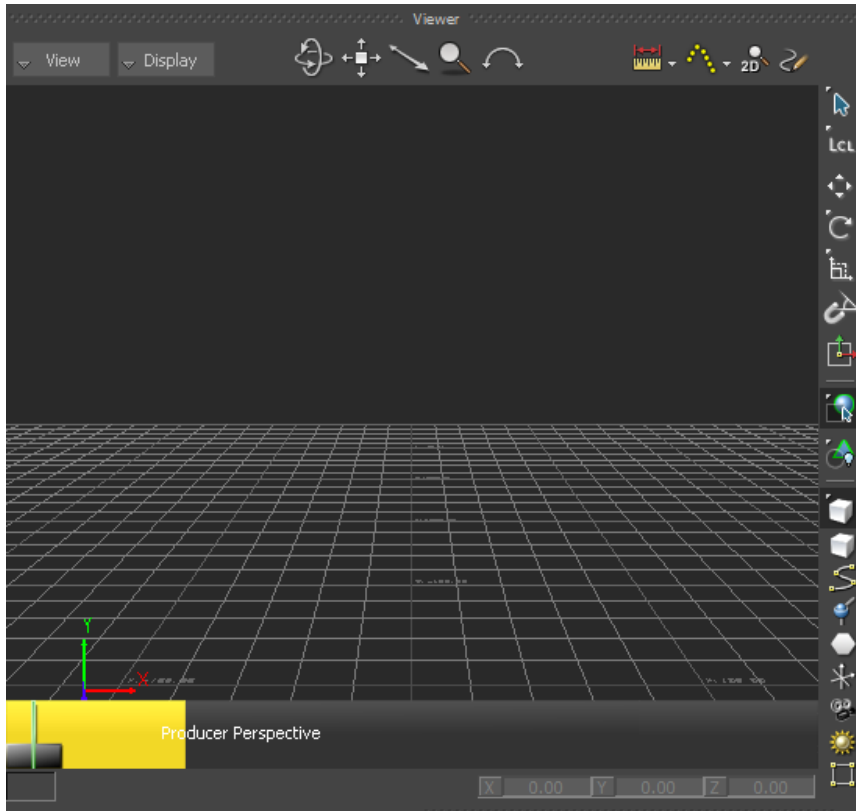 Viewer
View
Display
2D
LCL
Y
X
Producer Perspective
X 0.00 Y 0.00 Z 0.00